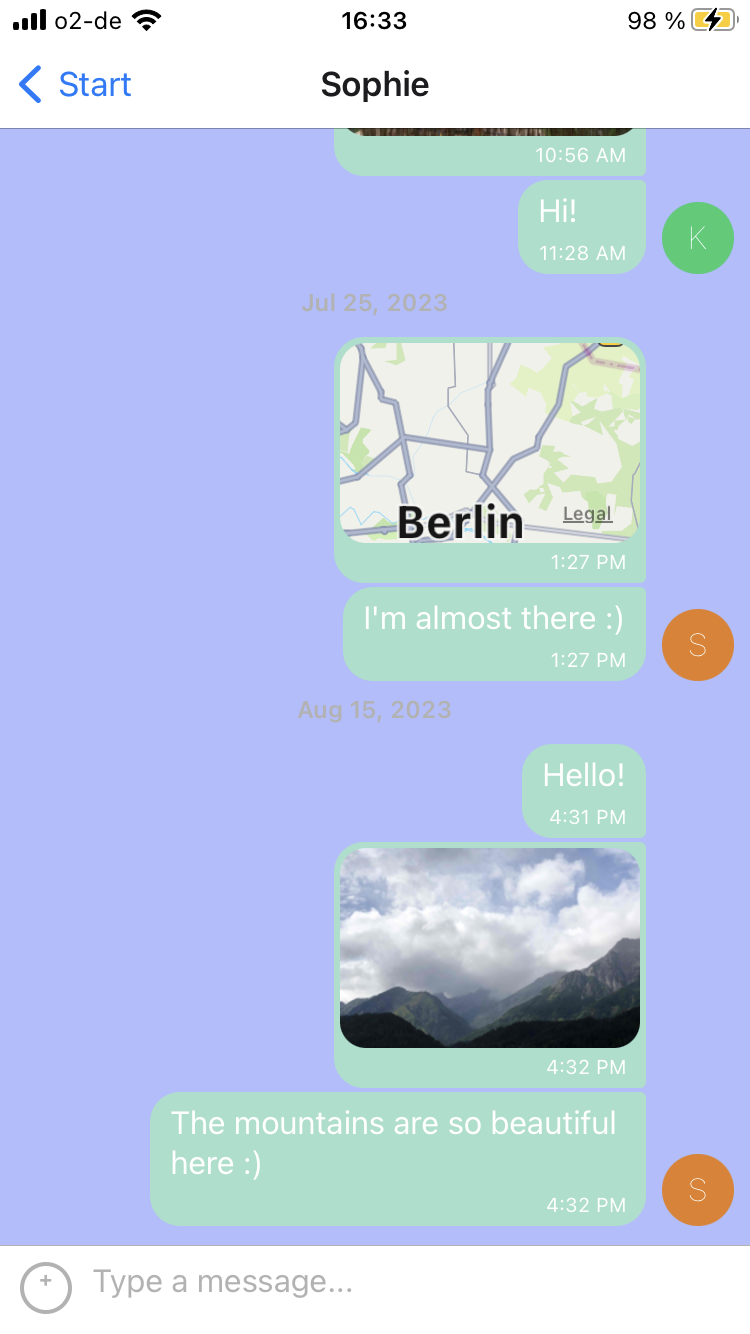 o2-de 16:33 98 %
Start Sophie
10:56 AM
Hi!
11:28 AM
K
Jul 25, 2023
Berlin
Legal
1:27 PM
I'm almost there :)
1:27 PM
S
Aug 15, 2023
Hello!
4:31 PM
4:32 PM
The mountains are so beautiful
here :)
4:32 PM
S
+ Type a message...